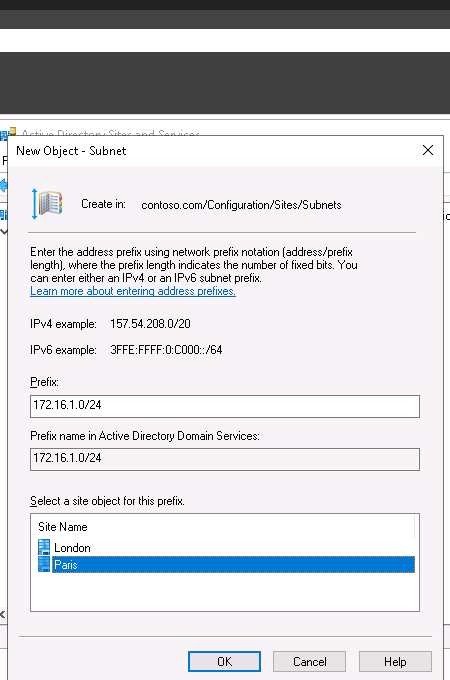 Active Directory Sites and Services
New Object - Subnet
Create in: contoso.com/Configuration/Sites/Subnets
Enter the address prefix using network prefix notation (address/prefix
length), where the prefix length indicates the number of fixed bits. You
can enter either an IPv4 or an IPv6 subnet prefix.
Learn more about entering address prefixes.
IPv4 example: 157.54.208.0/20
IPv6 example: 3FFE:FFFF:0:C000::/64
Prefix:
172.16.1.0/24
Prefix name in Active Directory Domain Services:
172.16.1.0/24
Select a site object for this prefix.
Site Name
London
Paris
OK Cancel Help